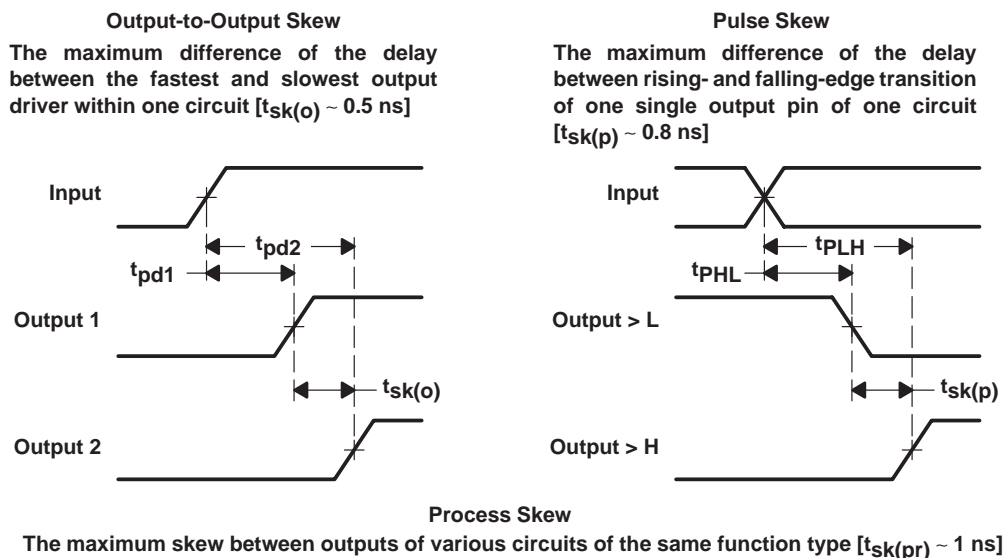 Output-to-Output Skew
The maximum difference of the delay
between the fastest and slowest output
driver within one circuit [tsk(o) ~ 0.5 ns]
Input
tpd2
tpd1
Output 1
tsk(o)
Output 2
Pulse Skew
The maximum difference of the delay
between rising- and falling-edge transition
of one single output pin of one circuit
[tsk(p) ~ 0.8 ns]
Input
tPLH
tPHL
Output > L
tsk(p)
Output > H
Process Skew
The maximum skew between outputs of various circuits of the same function type [tsk(pr) ~ 1 ns]